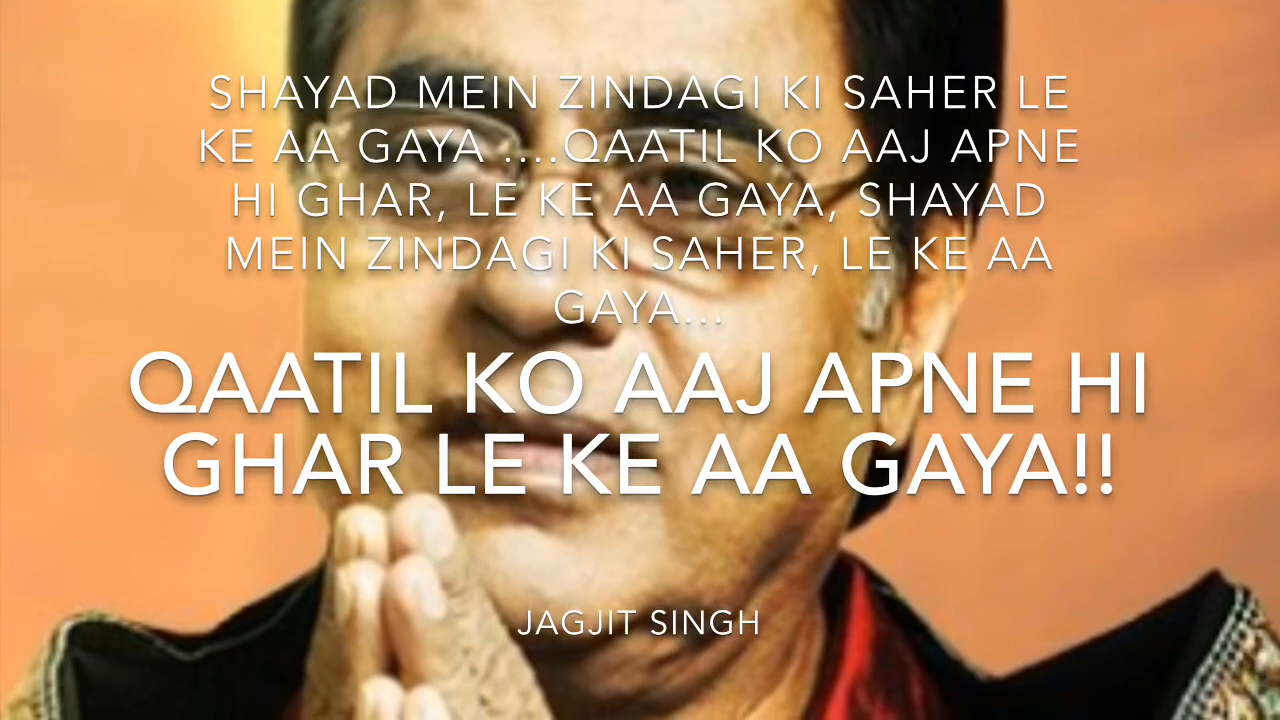 SHAYAD MEIN ZINDAGI KI SAHER LE
KE AA GAYA ....QAATIL KO AAJ APNE
HI GHAR, LE KE AA GAYA, SHAYAD
MEIN ZINDAGI KI SAHER, LE KE AA
GAYA...
QAATIL KO AAJ APNE HI
GHAR LE KE AA GAYA!!
JAGJIT SINGH